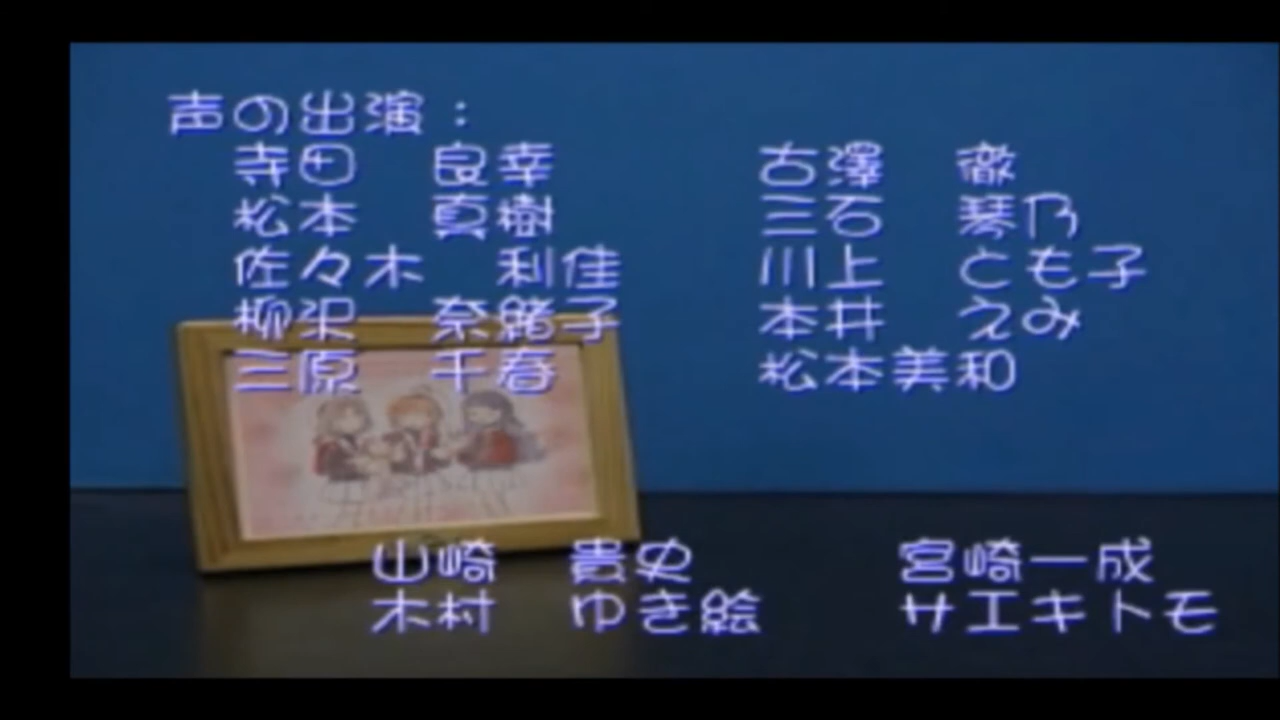 声の出演：
寺田　良幸　古澤　徹
松本　真樹　三石　琴乃
佐々木　利佳　川上　とも子
柳沢　奈緒子　本井　えみ
三原　千春　松本美和
山崎　貴史　宮崎一成
木村　ゆき絵　サエキトモ